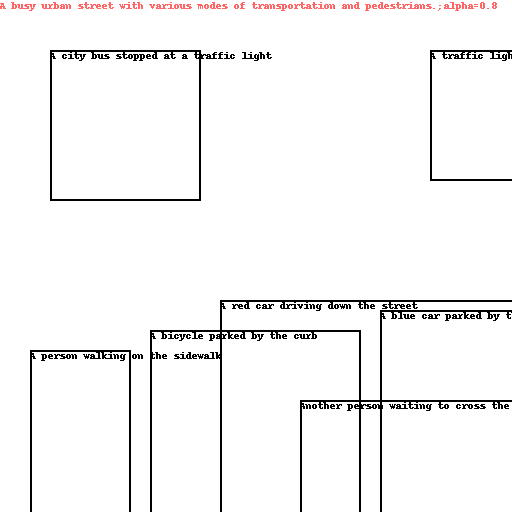 A busy urban street with various modes of transportation and pedestrians.;alpha=0.8
A city bus stopped at a traffic light
A traffic ligh
A red car driving down the street
A blue car parked by t
A bicycle parked by the curb
A person walking on the sidewalk
Another person waiting to cross the